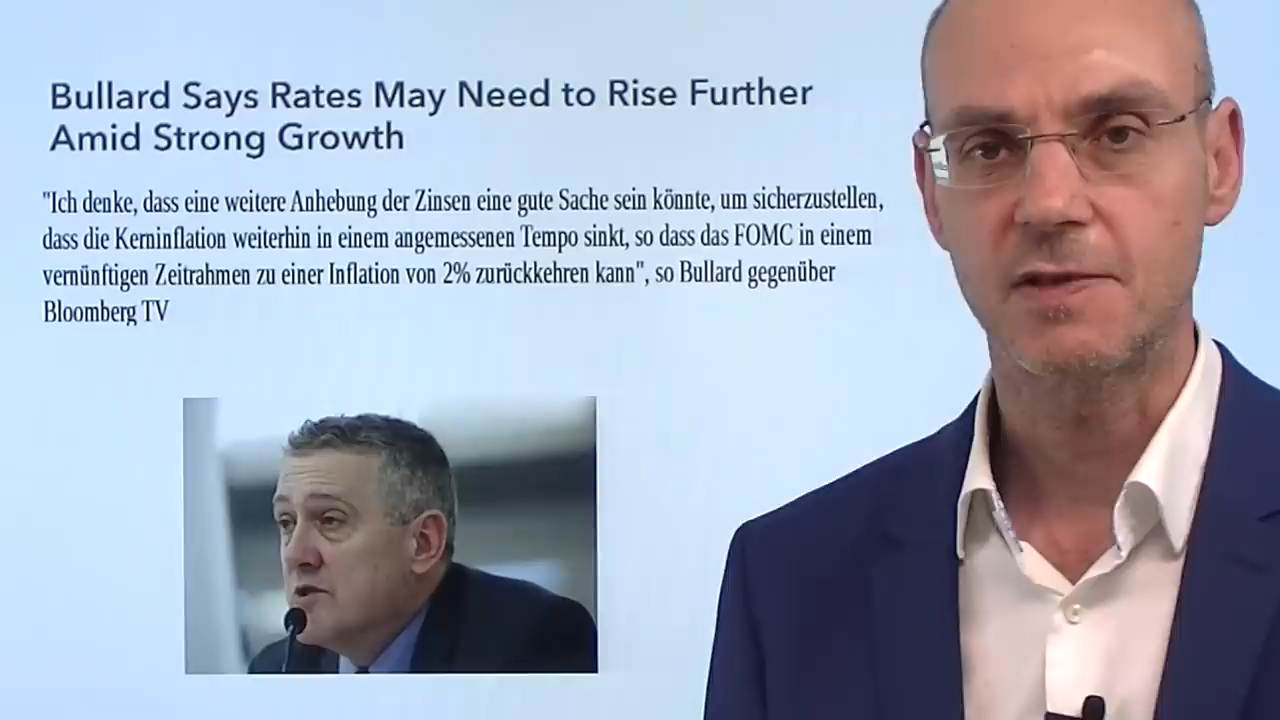 Bullard Says Rates May Need to Rise Further
Amid Strong Growth
"Ich denke, dass eine weitere Anhebung der Zinsen eine gute Sache sein könnte, um sicherzustellen,
dass die Kerninflation weiterhin in einem angemessenen Tempo sinkt, so dass das FOMC in einem
vernünftigen Zeitrahmen zu einer Inflation von 2% zurückkehren kann", so Bullard gegenüber
Bloomberg TV